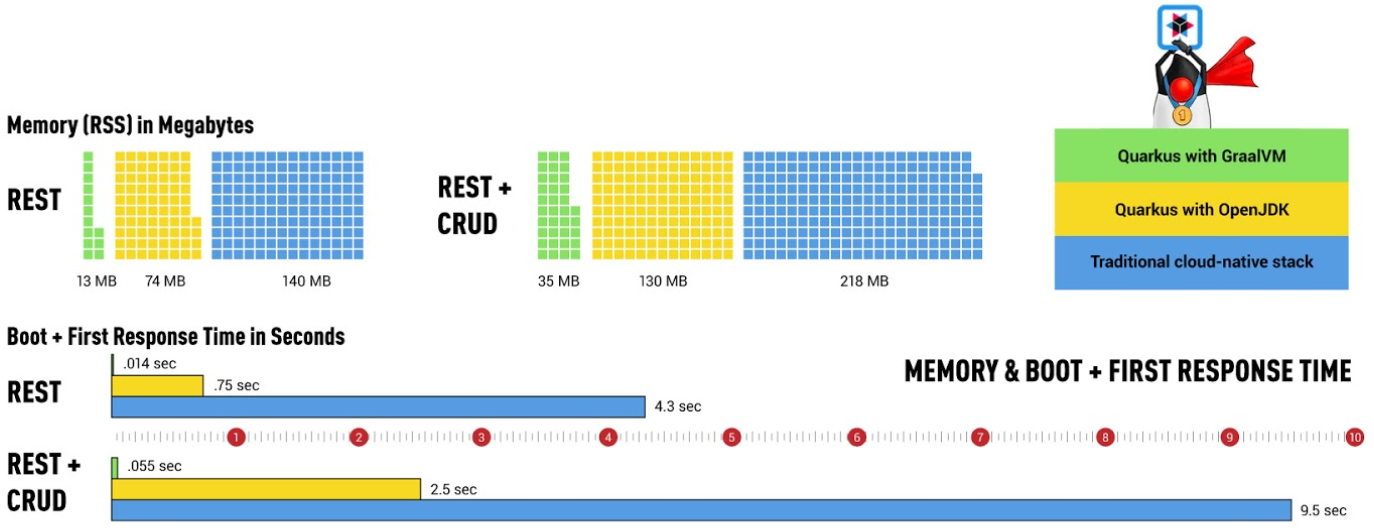 Memory (RSS) in Megabytes
REST
13 MB
74 MB
140 MB
REST +
CRUD
35 MB
130 MB
218 MB
1
Quarkus with GraalVM
Quarkus with OpenJDK
Traditional cloud-native stack
Boot + First Response Time in Seconds
MEMORY & BOOT + FIRST RESPONSE TIME
REST
.014 sec
.75 sec
4.3 sec
1 2 3 4 5 6 7 8 9 10
REST +
CRUD
.055 sec
2.5 sec
9.5 sec